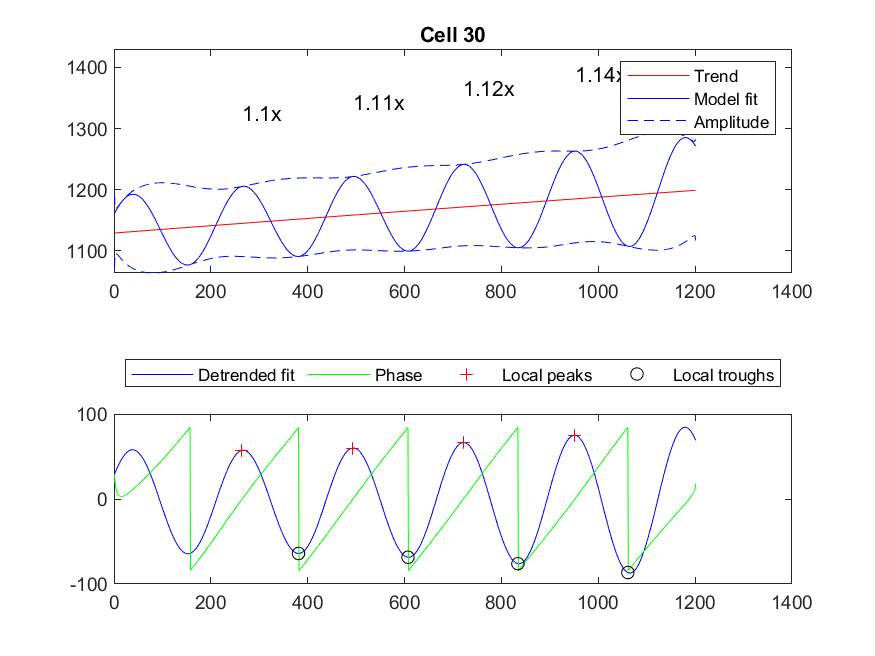 Cell 30
1400
1300
1200
1100
1.1x
1.11x
1.12x
1.14x
Trend
Model fit
Amplitude
0 200 400 600 800 1000 1200 1400
Detrended fit Phase Local peaks Local troughs
100
0
-100
0 200 400 600 800 1000 1200 1400